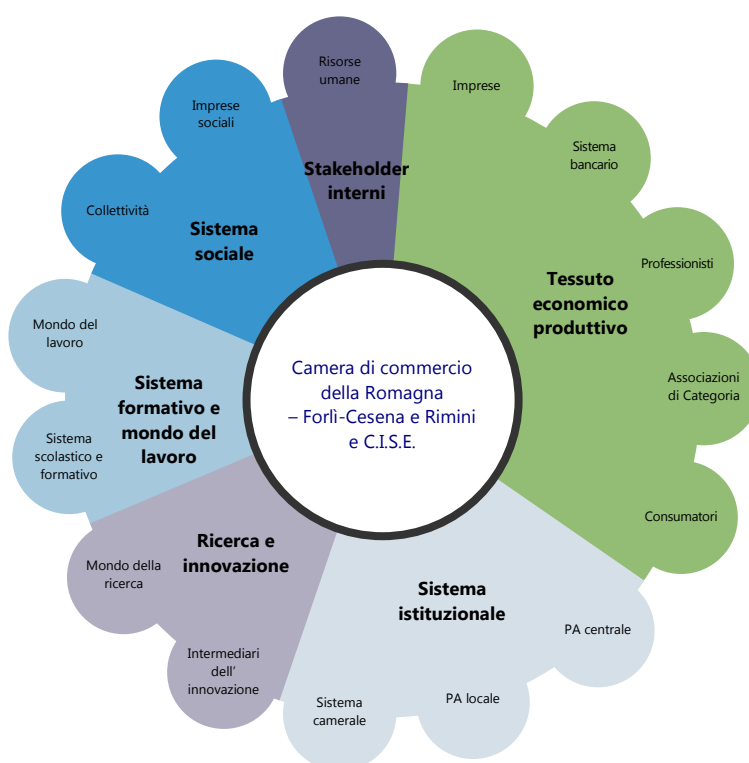 Risorse
umane
Imprese
Imprese
sociali
Sistema
bancario
Stakeholder
interni
Collettività
Sistema
sociale
Professionisti
Tessuto
economico
produttivo
Mondo del
lavoro
Camera di commercio
della Romagna
– Forlì-Cesena e Rimini
e C.I.S.E.
Associazioni
di Categoria
Sistema
formativo e
mondo del
lavoro
Sistema
scolastico e
formativo
Consumatori
Ricerca e
innovazione
Mondo della
ricerca
Sistema
istituzionale
PA centrale
Intermediari
dell’
innovazione
Sistema
camerale
PA locale